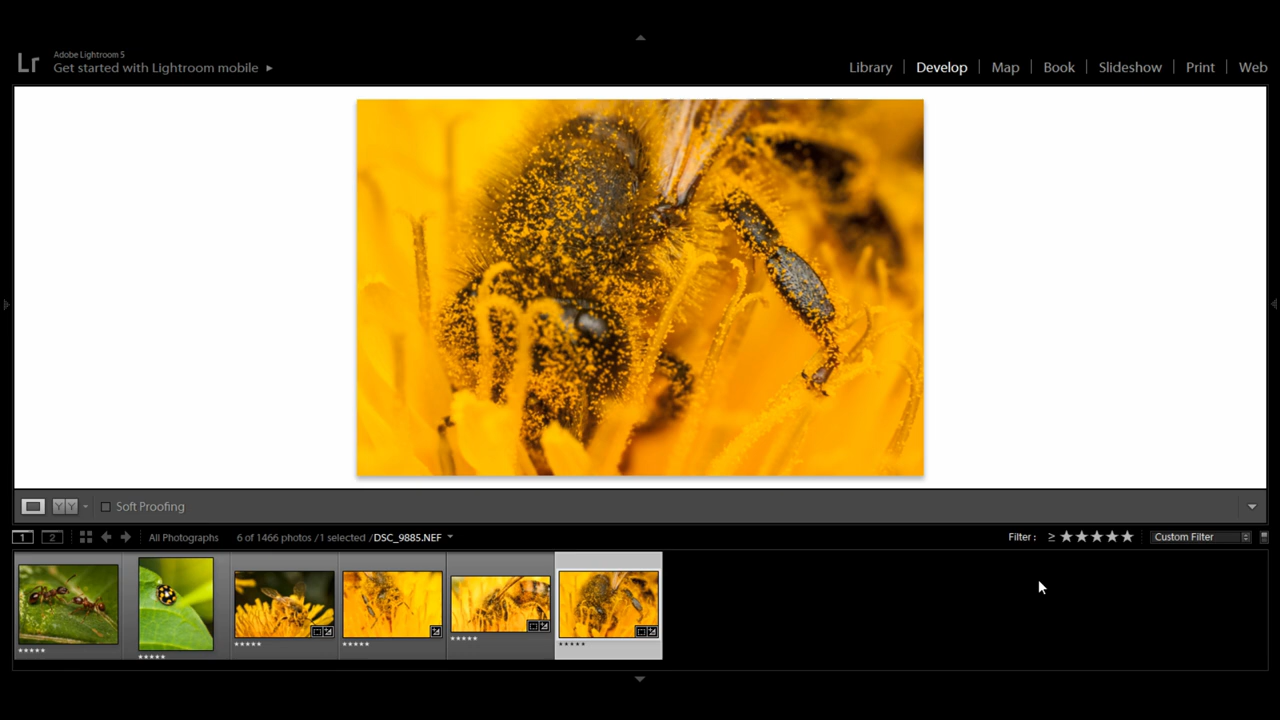 Lr
Adobe Lightroom 5
Get started with Lightroom mobile
Library | Develop | Map | Book | Slideshow | Print | Web
Y Y
Soft Proofing
1 2 All Photographs 6 of 1466 photos /1 selected /DSC_9885.NEF Filter : ≥ ★★★★★ Custom Filter